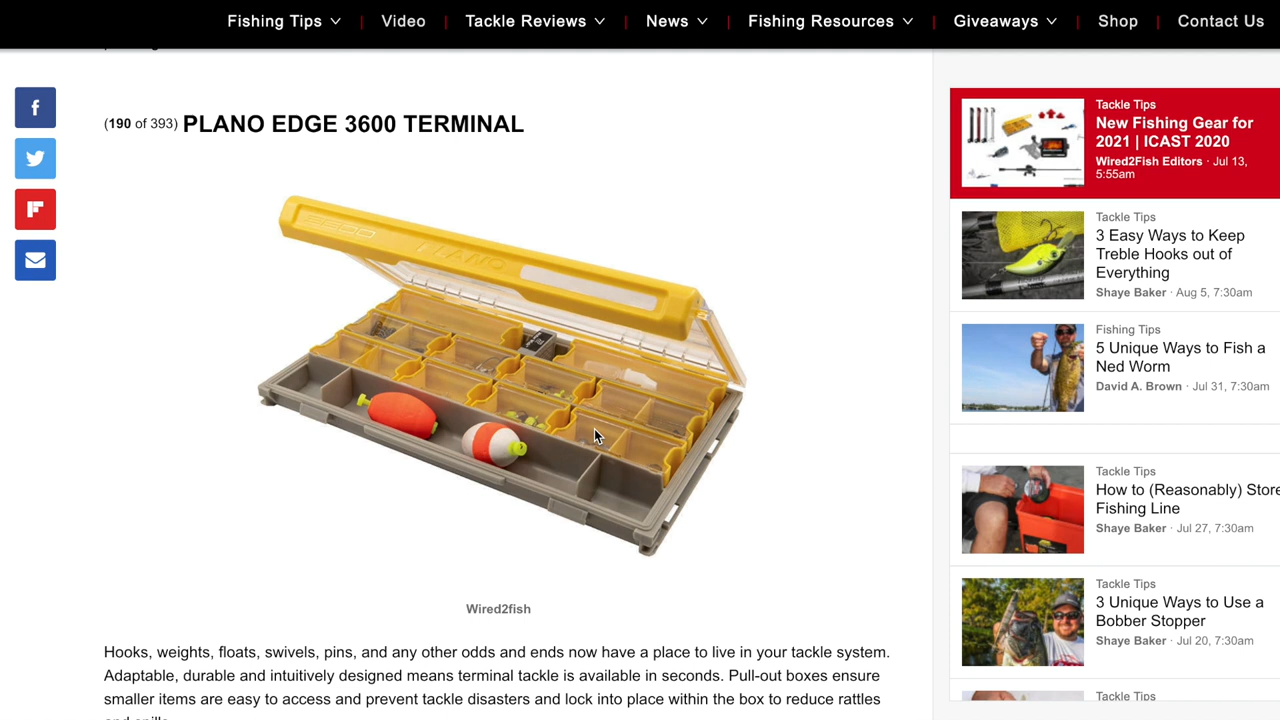 Fishing Tips | Video | Tackle Reviews | News | Fishing Resources | Giveaways | Shop | Contact Us
(190 of 393) PLANO EDGE 3600 TERMINAL
PLANO
Wired2fish
Hooks, weights, floats, swivels, pins, and any other odds and ends now have a place to live in your tackle system.
Adaptable, durable and intuitively designed means terminal tackle is available in seconds. Pull-out boxes ensure
smaller items are easy to access and prevent tackle disasters and lock into place within the box to reduce rattles
Tackle Tips
New Fishing Gear for
2021 | ICAST 2020
Wired2Fish Editors · Jul 13,
5:55am
Tackle Tips
3 Easy Ways to Keep
Treble Hooks out of
Everything
Shaye Baker · Aug 5, 7:30am
Fishing Tips
5 Unique Ways to Fish a
Ned Worm
David A. Brown · Jul 31, 7:30am
Tackle Tips
How to (Reasonably) Store
Fishing Line
Shaye Baker · Jul 27, 7:30am
Tackle Tips
3 Unique Ways to Use a
Bobber Stopper
Shaye Baker · Jul 20, 7:30am
Tackle Tips